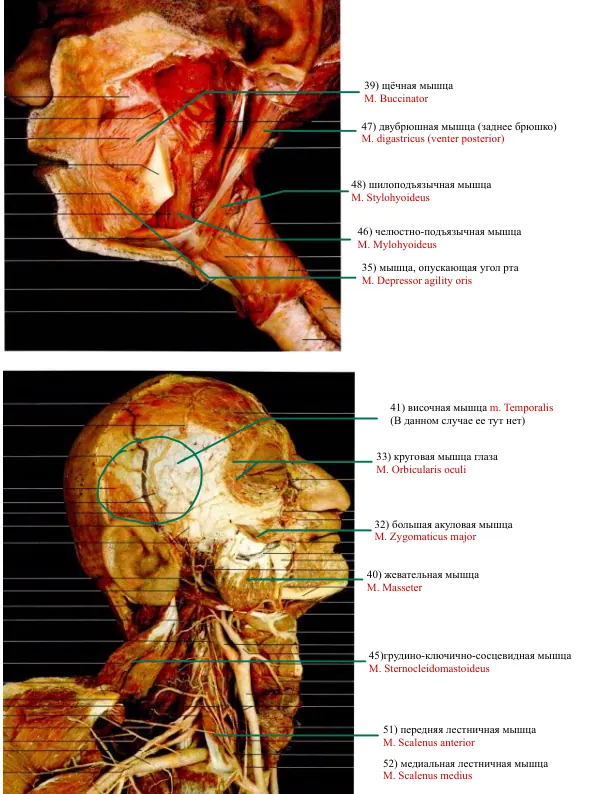 39) щёчная мышца
M. Buccinator
47) двубрюшная мышца (заднее брюшко)
M. digastricus (venter posterior)
48) шилоподъязычная мышца
M. Stylohyoideus
46) челюстно-подъязычная мышца
M. Mylohyoideus
35) мышца, опускающая угол рта
M. Depressor agility oris
41) височная мышца m. Temporalis
(В данном случае ее тут нет)
33) круговая мышца глаза
M. Orbicularis oculi
32) большая акуловая мышца
M. Zygomaticus major
40) жевательная мышца
M. Masseter
45)грудино-ключично-сосцевидная мышца
M. Sternocleidomastoideus
51) передняя лестничная мышца
M. Scalenus anterior
52) медиальная лестничная мышца
M. Scalenus medius